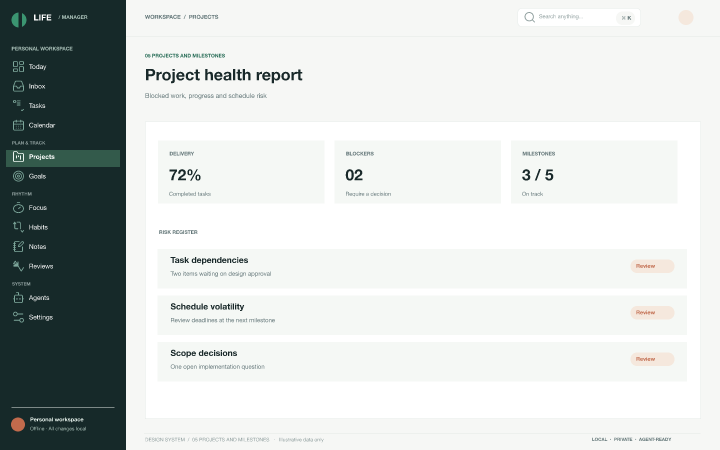 LIFE / MANAGER
PERSONAL WORKSPACE
Today
Inbox
Tasks
Calendar
PLAN & TRACK
Projects
Goals
RHYTHM
Focus
Habits
Notes
Reviews
SYSTEM
Agents
Settings
Personal workspace
Offline · All changes local
WORKSPACE / PROJECTS
Search anything...
⌘ K
05 PROJECTS AND MILESTONES
Project health report
Blocked work, progress and schedule risk
DELIVERY
72%
Completed tasks
BLOCKERS
02
Require a decision
MILESTONES
3 / 5
On track
RISK REGISTER
Task dependencies
Two items waiting on design approval
Review
Schedule volatility
Review deadlines at the next milestone
Review
Scope decisions
One open implementation question
Review
DESIGN SYSTEM / 05 PROJECTS AND MILESTONES · Illustrative data only
LOCAL · PRIVATE · AGENT-READY